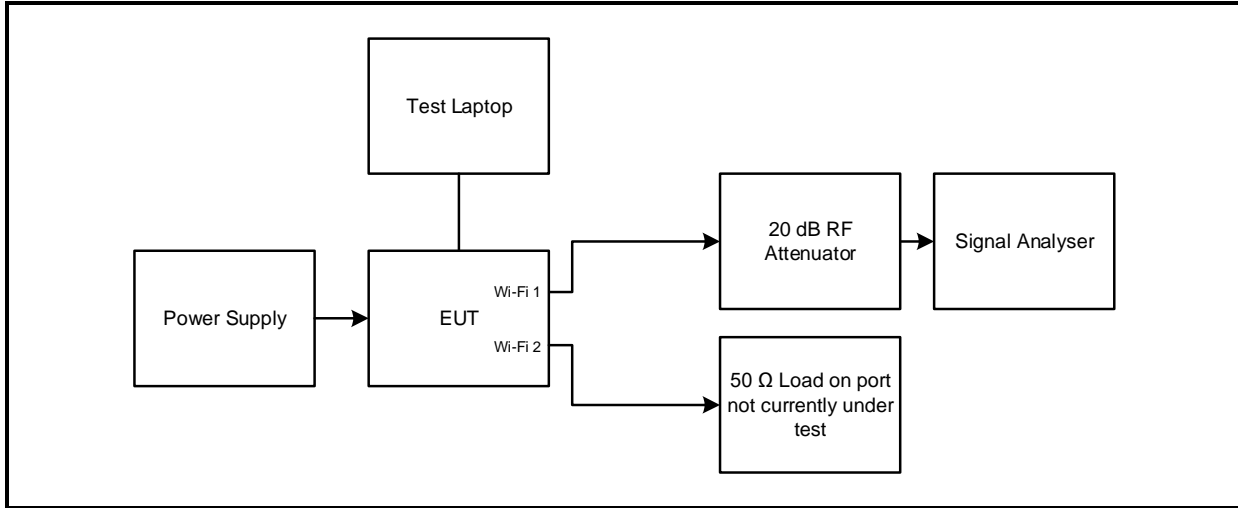 Test Laptop
Power Supply
EUT
Wi-Fi 1
Wi-Fi 2
20 dB RF
Attenuator
Signal Analyser
50 Ω Load on port
not currently under
test